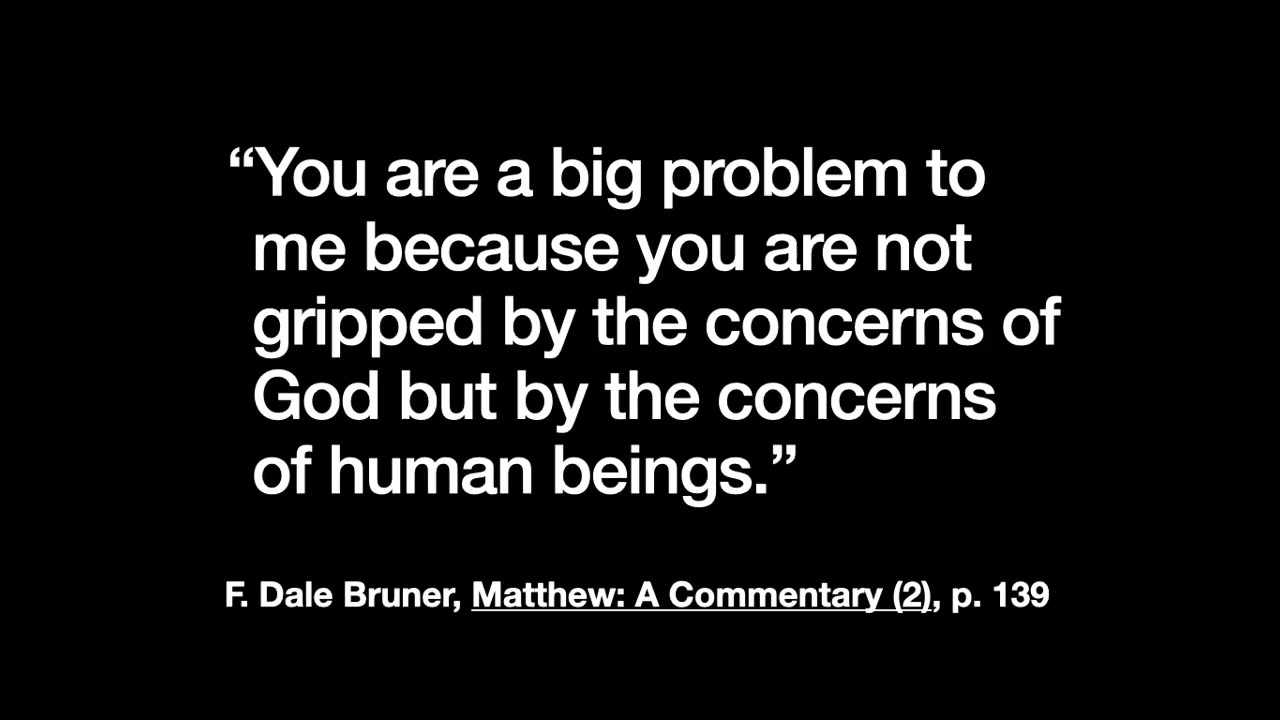 “You are a big problem to
me because you are not
gripped by the concerns of
God but by the concerns
of human beings.”
F. Dale Bruner, Matthew: A Commentary (2), p. 139